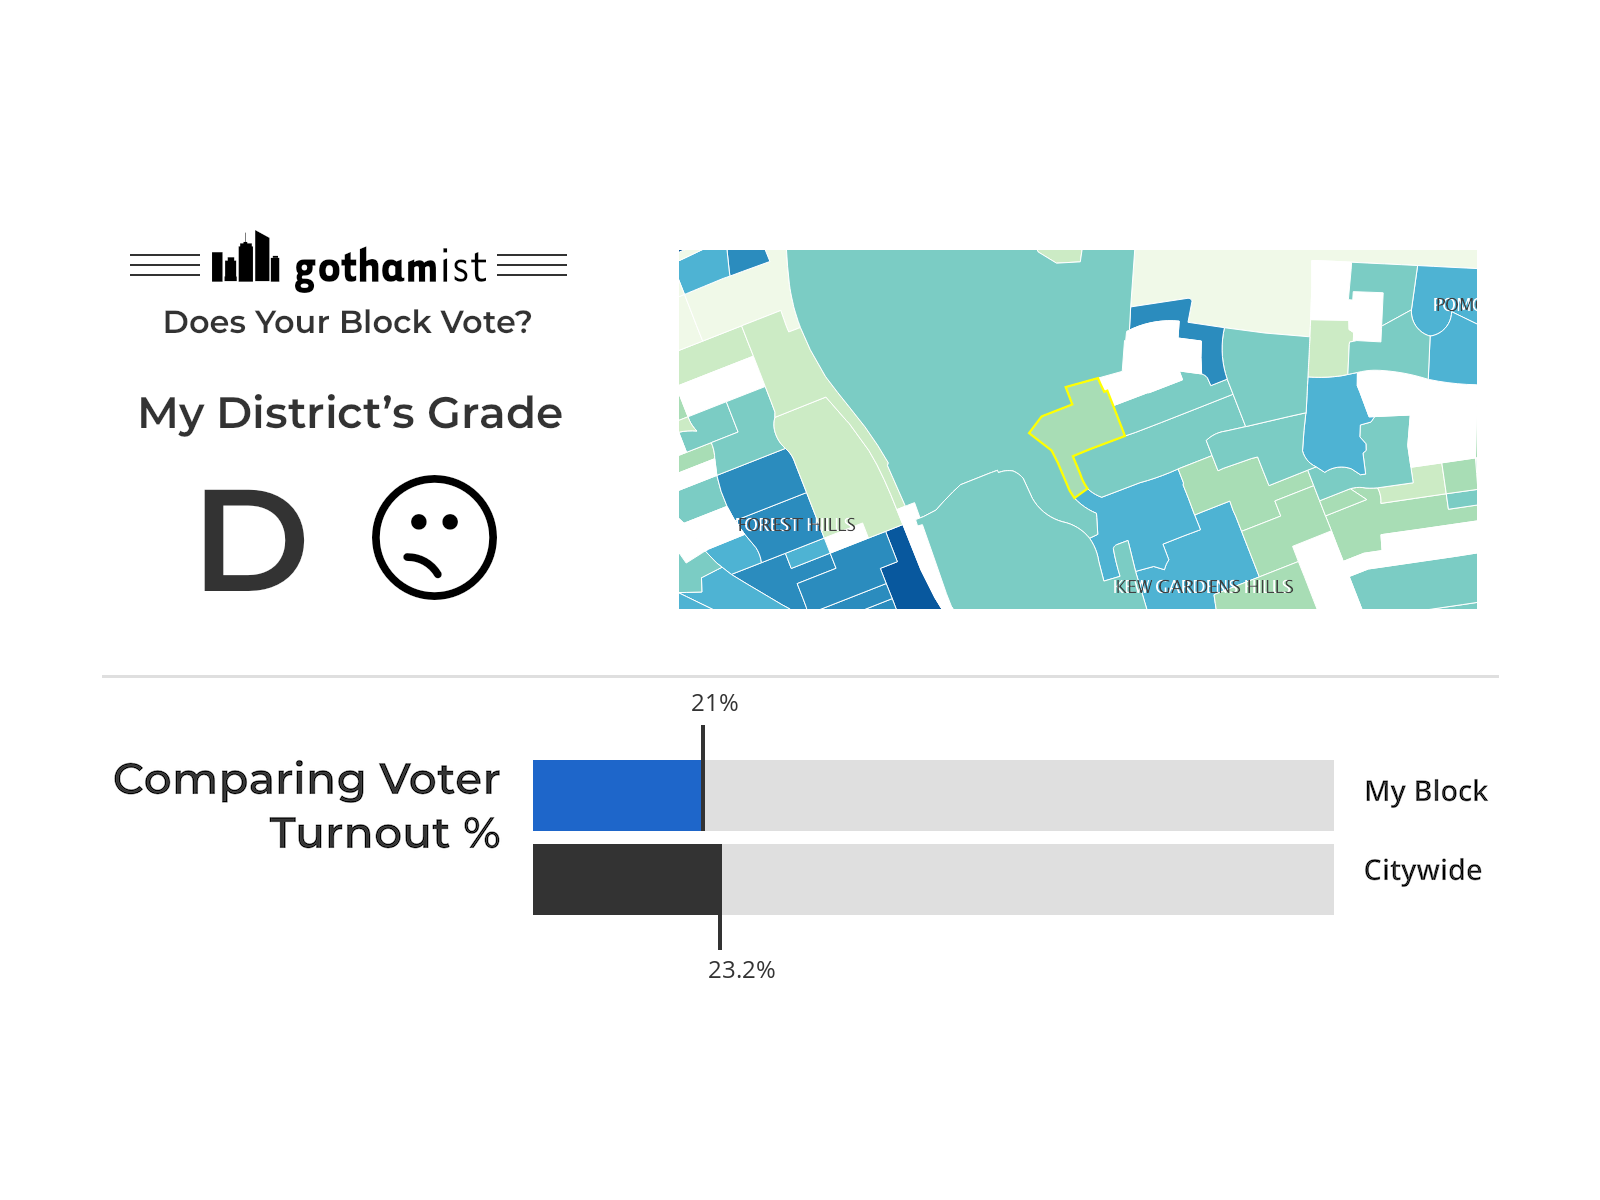 gothamist
Does Your Block Vote?
My District’s Grade
D
POMO
FOREST HILLS
KEW GARDENS HILLS
21%
Comparing Voter
Turnout %
My Block
Citywide
23.2%